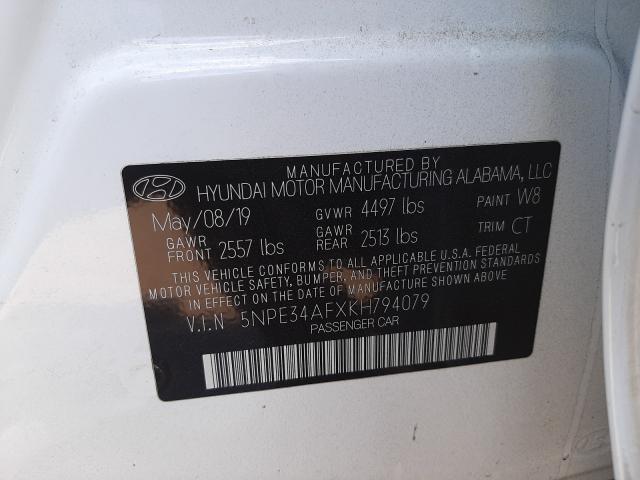 MANUFACTURED BY
HYUNDAI MOTOR MANUFACTURING ALABAMA, LLC
May/08/19 GVWR 4497 lbs PAINT W8
GAWR FRONT 2557 lbs GAWR REAR 2513 lbs TRIM CT
THIS VEHICLE CONFORMS TO ALL APPLICABLE U.S.A. FEDERAL
MOTOR VEHICLE SAFETY, BUMPER, AND THEFT PREVENTION STANDARDS
IN EFFECT ON THE DATE OF MANUFACTURE SHOWN ABOVE.
V.I.N 5NPE34AFXKH794079
PASSENGER CAR